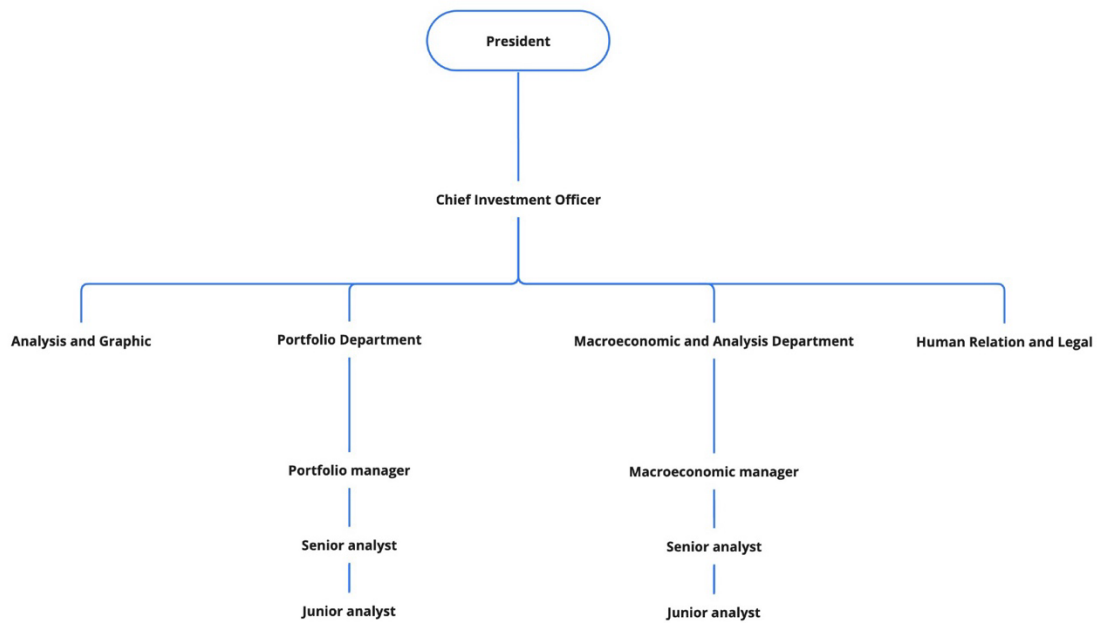 President
Chief Investment Officer
Analysis and Graphic
Portfolio Department
Macroeconomic and Analysis Department
Human Relation and Legal
Portfolio manager
Macroeconomic manager
Senior analyst
Senior analyst
Junior analyst
Junior analyst